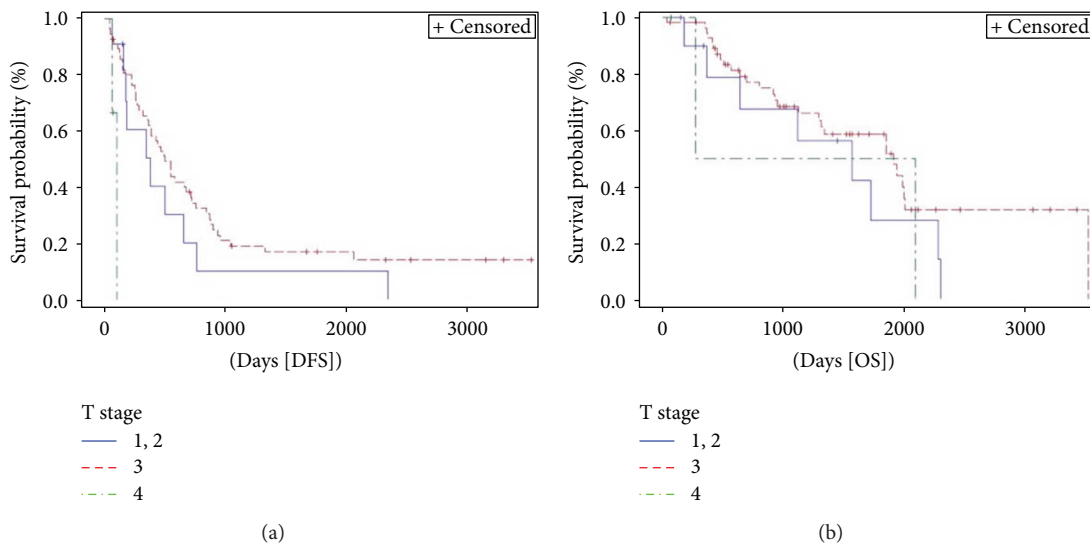 1.0
0.8
0.6
0.4
0.2
0.0
Survival probability (%)
+ Censored
0
1000
2000
3000
(Days [DFS])
T stage
1, 2
3
4
(a)
1.0
0.8
0.6
0.4
0.2
0.0
Survival probability (%)
+ Censored
0
1000
2000
3000
(Days [OS])
T stage
1, 2
3
4
(b)